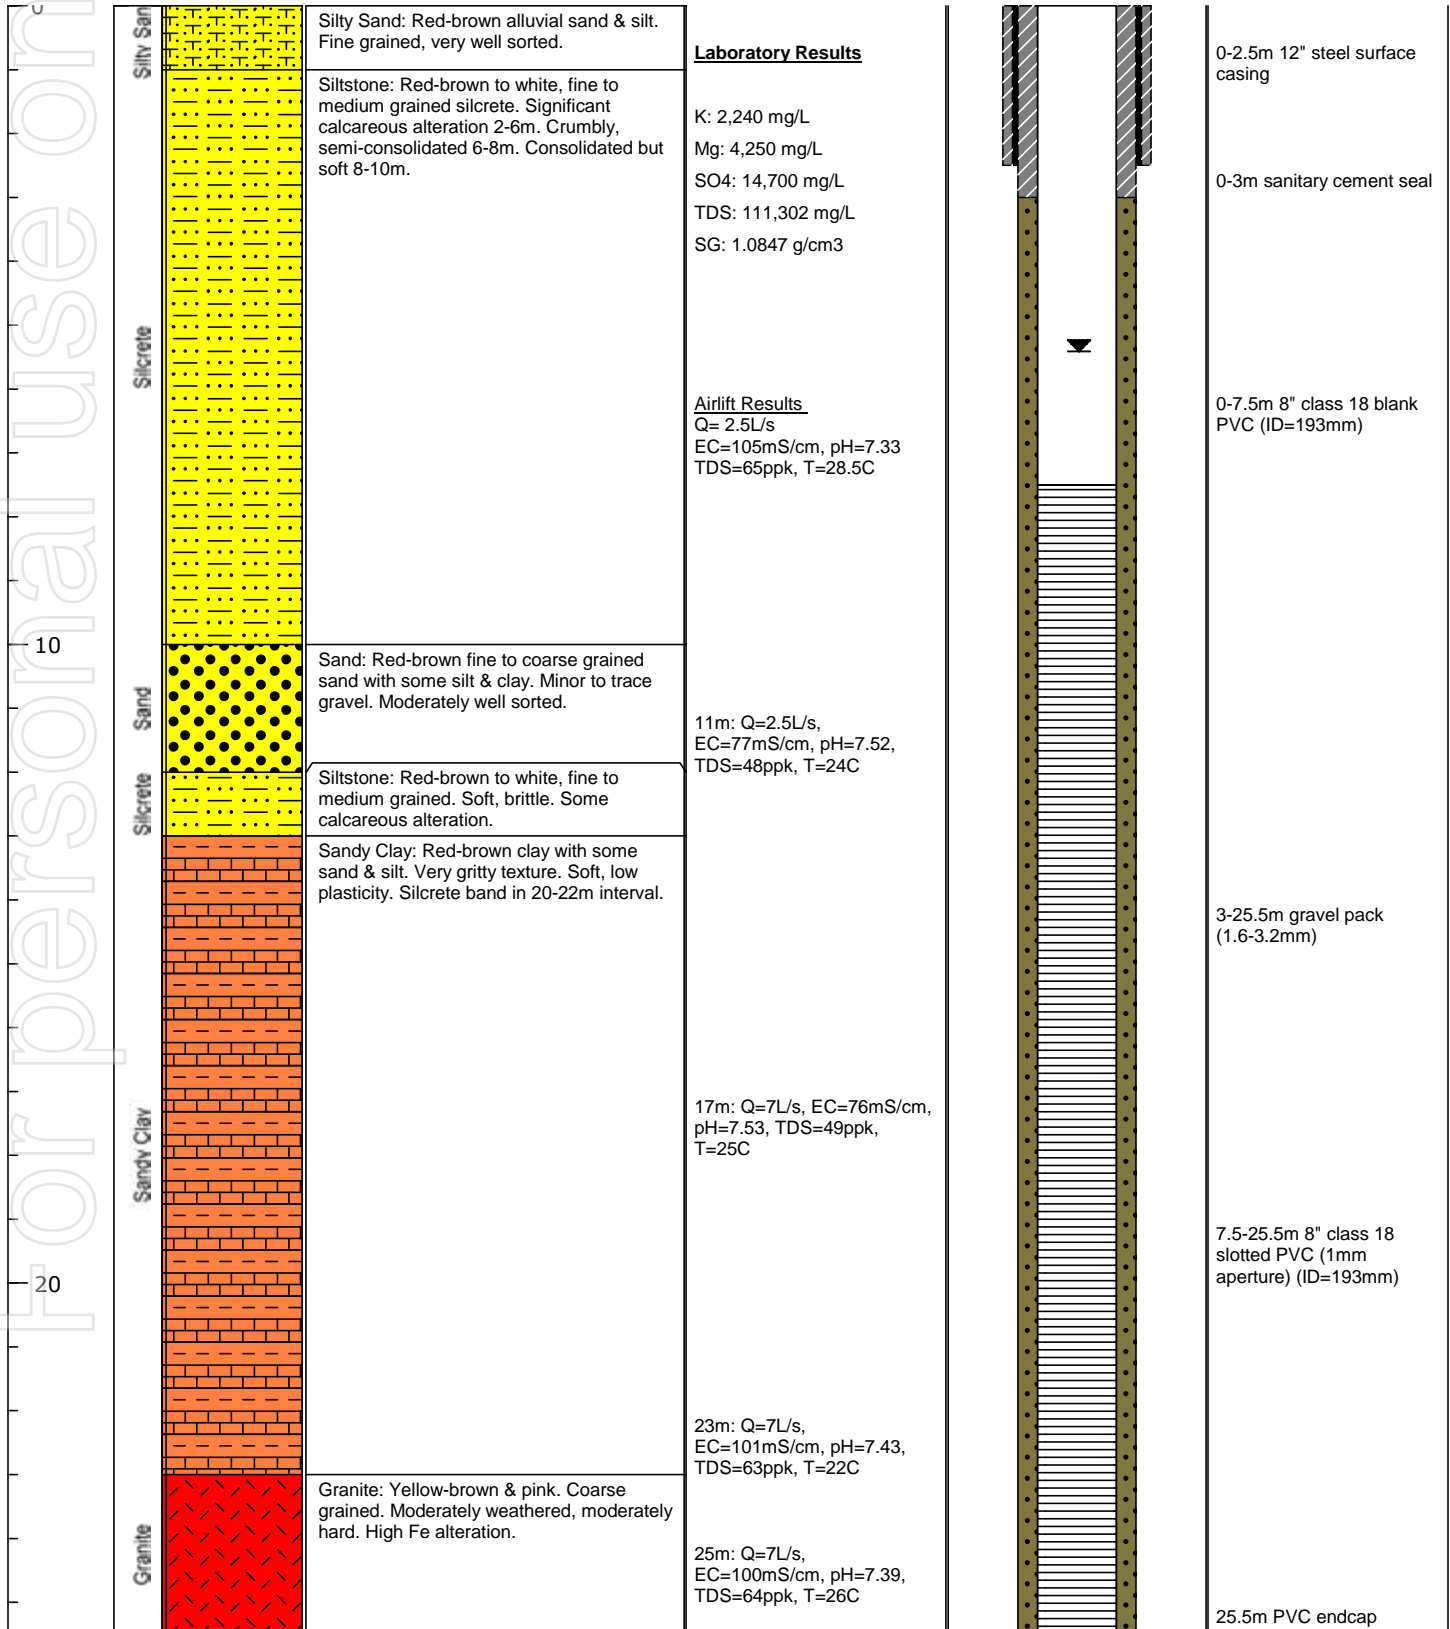 For personal use on
0
10
20
Silty San
Silcrete
Sand
Silcrete
Sandy Clay
Granite
Silty Sand: Red-brown alluvial sand & silt.
Fine grained, very well sorted.
Siltstone: Red-brown to white, fine to
medium grained silcrete. Significant
calcareous alteration 2-6m. Crumbly,
semi-consolidated 6-8m. Consolidated but
soft 8-10m.
Sand: Red-brown fine to coarse grained
sand with some silt & clay. Minor to trace
gravel. Moderately well sorted.
Siltstone: Red-brown to white, fine to
medium grained. Soft, brittle. Some
calcareous alteration.
Sandy Clay: Red-brown clay with some
sand & silt. Very gritty texture. Soft, low
plasticity. Silcrete band in 20-22m interval.
Granite: Yellow-brown & pink. Coarse
grained. Moderately weathered, moderately
hard. High Fe alteration.
Laboratory Results
K: 2,240 mg/L
Mg: 4,250 mg/L
SO4: 14,700 mg/L
TDS: 111,302 mg/L
SG: 1.0847 g/cm3
Airlift Results
Q= 2.5L/s
EC=105mS/cm, pH=7.33
TDS=65ppk, T=28.5C
11m: Q=2.5L/s,
EC=77mS/cm, pH=7.52,
TDS=48ppk, T=24C
17m: Q=7L/s, EC=76mS/cm,
pH=7.53, TDS=49ppk,
T=25C
23m: Q=7L/s,
EC=101mS/cm, pH=7.43,
TDS=63ppk, T=22C
25m: Q=7L/s,
EC=100mS/cm, pH=7.39,
TDS=64ppk, T=26C
0-2.5m 12" steel surface
casing
0-3m sanitary cement seal
0-7.5m 8" class 18 blank
PVC (ID=193mm)
3-25.5m gravel pack
(1.6-3.2mm)
7.5-25.5m 8" class 18
slotted PVC (1mm
aperture) (ID=193mm)
25.5m PVC endcap